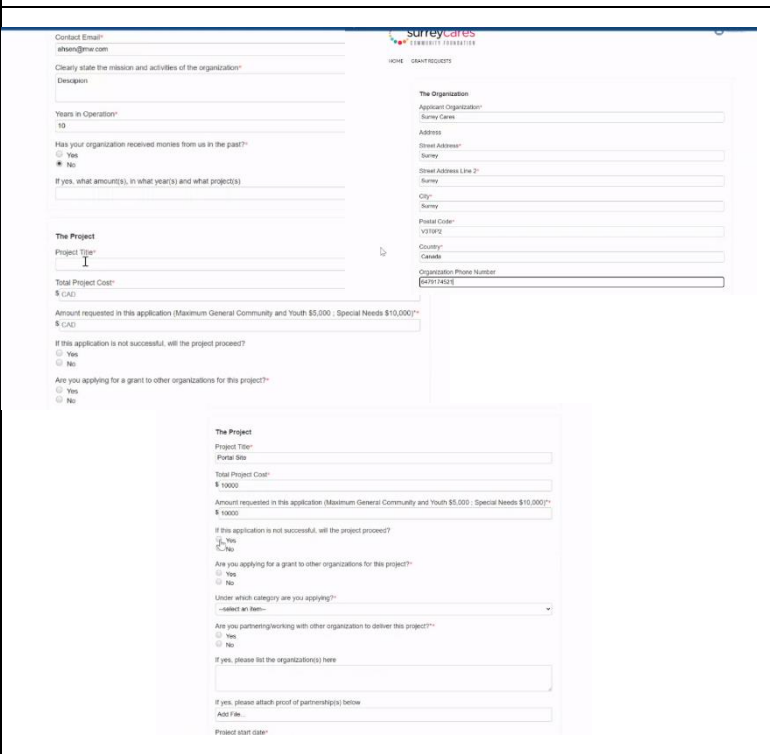 Contact Email*
ahsen@mw.com
Clearly state the mission and activities of the organization*
Descipion
Years in Operation*
10
Has your organization received monies from us in the past?*
Yes
No
If yes, what amount(s), in what year(s) and what project(s)
The Project
Project Title*
Total Project Cost*
$ CAD
Amount requested in this application (Maximum General Community and Youth $5,000 ; Special Needs $10,000)**
$ CAD
If this application is not successful, will the project proceed?
Yes
No
Are you applying for a grant to other organizations for this project?*
Yes
No
surreycares
COMMUNITY FOUNDATION
HOME GRANT REQUESTS
The Organization
Applicant Organization*
Surrey Cares
Address
Street Address*
Surrey
Street Address Line 2*
Surrey
City*
Surrey
Postal Code*
V3T0P2
Country*
Canada
Organization Phone Number
6479174521
The Project
Project Title*
Portal Site
Total Project Cost*
$ 10000
Amount requested in this application (Maximum General Community and Youth $5,000 ; Special Needs $10,000)**
$ 10000
If this application is not successful, will the project proceed?
Yes
No
Are you applying for a grant to other organizations for this project?*
Yes
No
Under which category are you applying?*
--select an item--
Are you partnering/working with other organization to deliver this project?**
Yes
No
If yes, please list the organization(s) here
If yes, please attach proof of partnership(s) below
Add File...
Project start date*